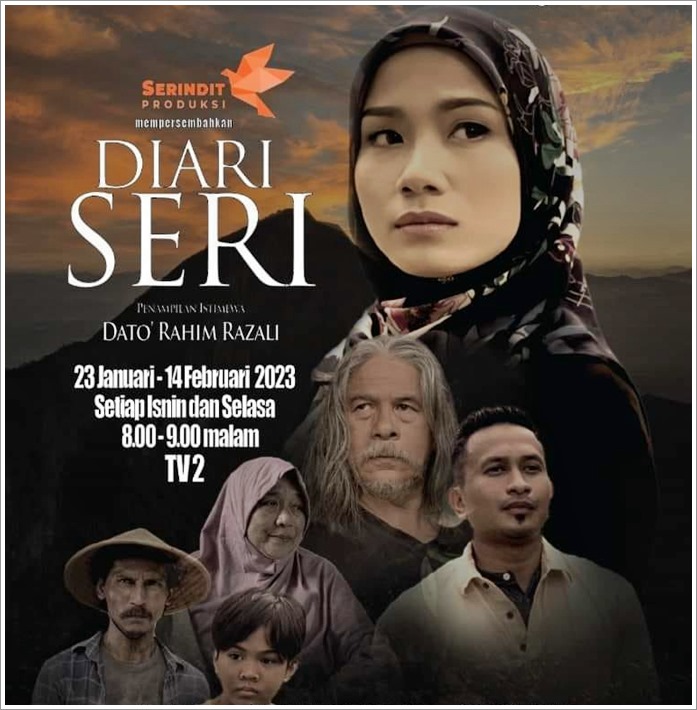 SERINDIT
PRODUKSI
mempersembahkan
DIARI
SERI
PENAMPILAN ISTIMEWA
DATO' RAHIM RAZALI
23 Januari - 14 Februari 2023
Setiap Isnin dan Selasa
8.00 - 9.00 malam
TV2